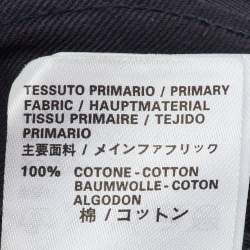 TESSUTO PRIMARIO / PRIMARY
FABRIC / HAUPTMATERIAL
TISSU PRIMAIRE / TEJIDO
PRIMARIO
主要面料 / メインファブリック
100% COTONE - COTTON
BAUMWOLLE - COTON
ALGODON
棉 / コットン